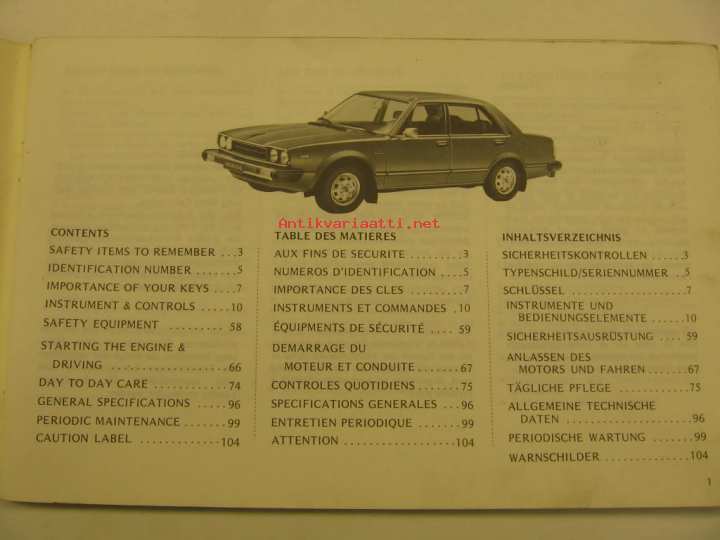 Antikvariaatti.net
CONTENTS
SAFETY ITEMS TO REMEMBER ...3
IDENTIFICATION NUMBER ......5
IMPORTANCE OF YOUR KEYS ....7
INSTRUMENT & CONTROLS .....10
SAFETY EQUIPMENT ......... 58
STARTING THE ENGINE &
DRIVING .................66
DAY TO DAY CARE ........... 74
GENERAL SPECIFICATIONS .....96
PERIODIC MAINTENANCE........99
CAUTION LABEL ............104
TABLE DES MATIERES
AUX FINS DE SECURITE ........3
NUMEROS D'IDENTIFICATION ....5
IMPORTANCE DES CLES ........7
INSTRUMENTS ET COMMANDES .10
ÉQUIPMENTS DE SÉCURITÉ .... 59
DEMARRAGE DU
MOTEUR ET CONDUITE........67
CONTROLES QUOTIDIENS .......75
SPECIFICATIONS GENERALES ...96
ENTRETIEN PERIODIQUE .......99
ATTENTION .................104
INHALTSVERZEICHNIS
SICHERHEITSKONTROLLEN ......3
TYPENSCHILD/SERIENNUMMER ..5
SCHLÜSSEL ..................7
INSTRUMENTE UND
BEDIENUNGSELEMENTE ......10
SICHERHEITSAUSRÜSTUNG .... 59
ANLASSEN DES
MOTORS UND FAHREN........67
TÄGLICHE PFLEGE ...........75
ALLGEMEINE TECHNISCHE
DATEN ...................96
PERIODISCHE WARTUNG .......99
WARNSCHILDER .............104
1